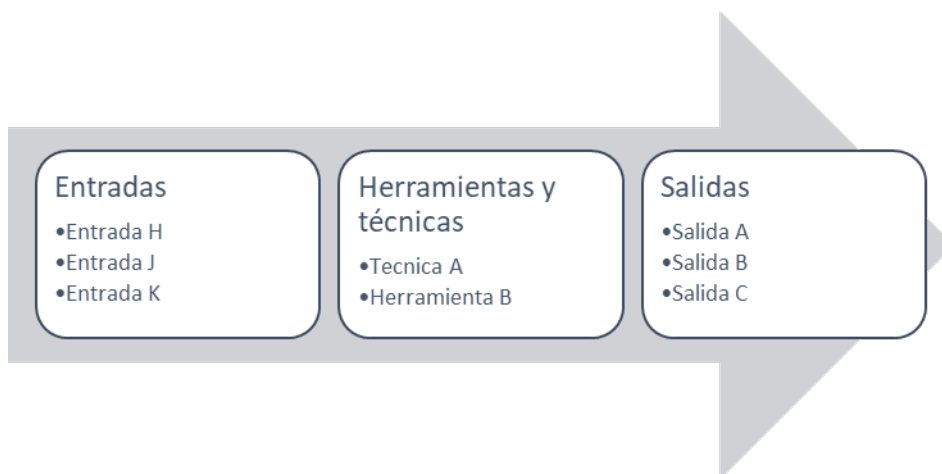 Entradas
•Entrada H
•Entrada J
•Entrada K
Herramientas y
técnicas
•Tecnica A
•Herramienta B
Salidas
•Salida A
•Salida B
•Salida C